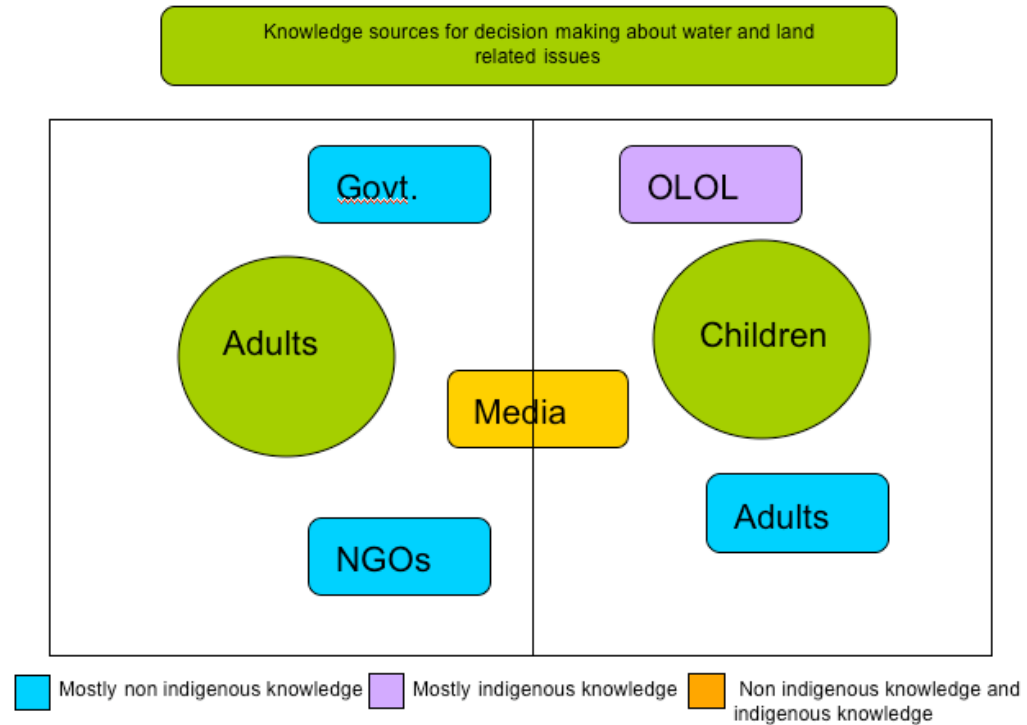 Knowledge sources for decision making about water and land
related issues
Govt.
OLOL
Adults
Children
Media
Adults
NGOs
Mostly non indigenous knowledge
Mostly indigenous knowledge
Non indigenous knowledge and
indigenous knowledge